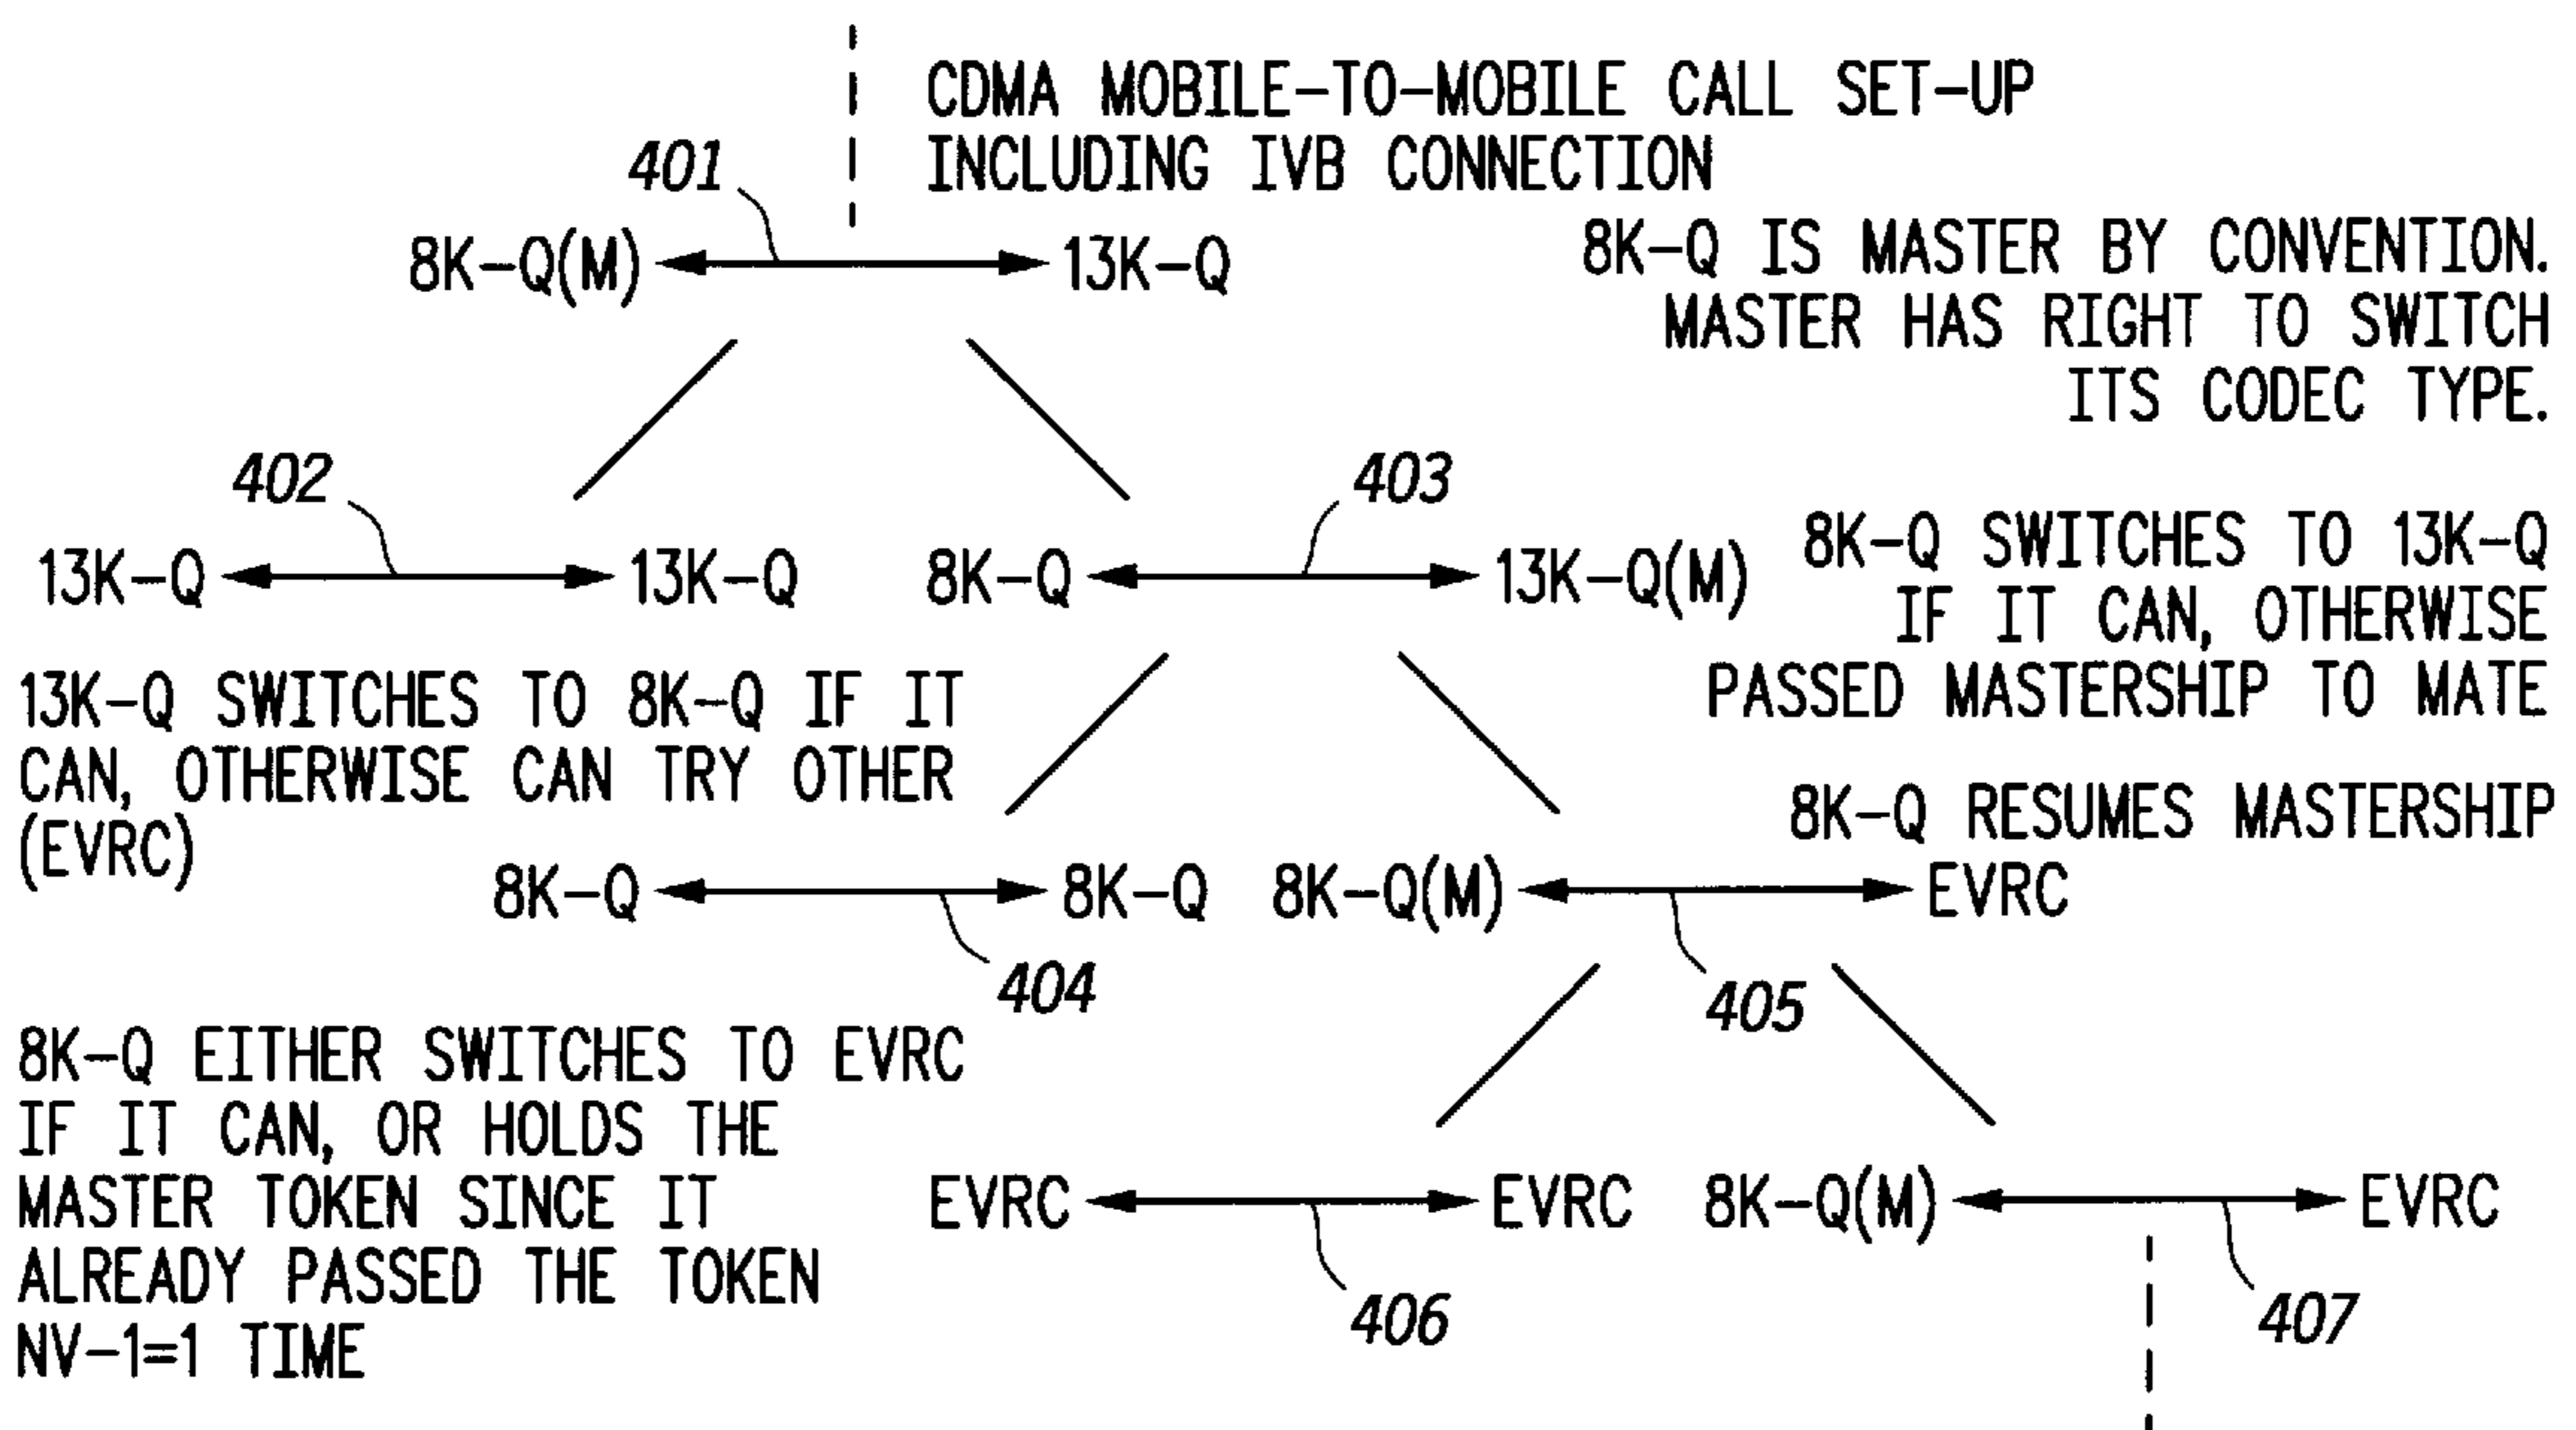 CDMA MOBILE-TO-MOBILE CALL SET-UP
INCLUDING IVB CONNECTION
401
8K-Q(M)
13K-Q
8K-Q IS MASTER BY CONVENTION.
MASTER HAS RIGHT TO SWITCH
ITS CODEC TYPE.
402
403
13K-Q
13K-Q
8K-Q
13K-Q(M)
8K-Q SWITCHES TO 13K-Q
IF IT CAN, OTHERWISE
PASSED MASTERSHIP TO MATE
13K-Q SWITCHES TO 8K-Q IF IT
CAN, OTHERWISE CAN TRY OTHER
(EVRC)
8K-Q RESUMES MASTERSHIP
8K-Q
8K-Q
8K-Q(M)
EVRC
404
405
8K-Q EITHER SWITCHES TO EVRC
IF IT CAN, OR HOLDS THE
MASTER TOKEN SINCE IT
ALREADY PASSED THE TOKEN
NV-1=1 TIME
EVRC
EVRC
8K-Q(M)
EVRC
406
407